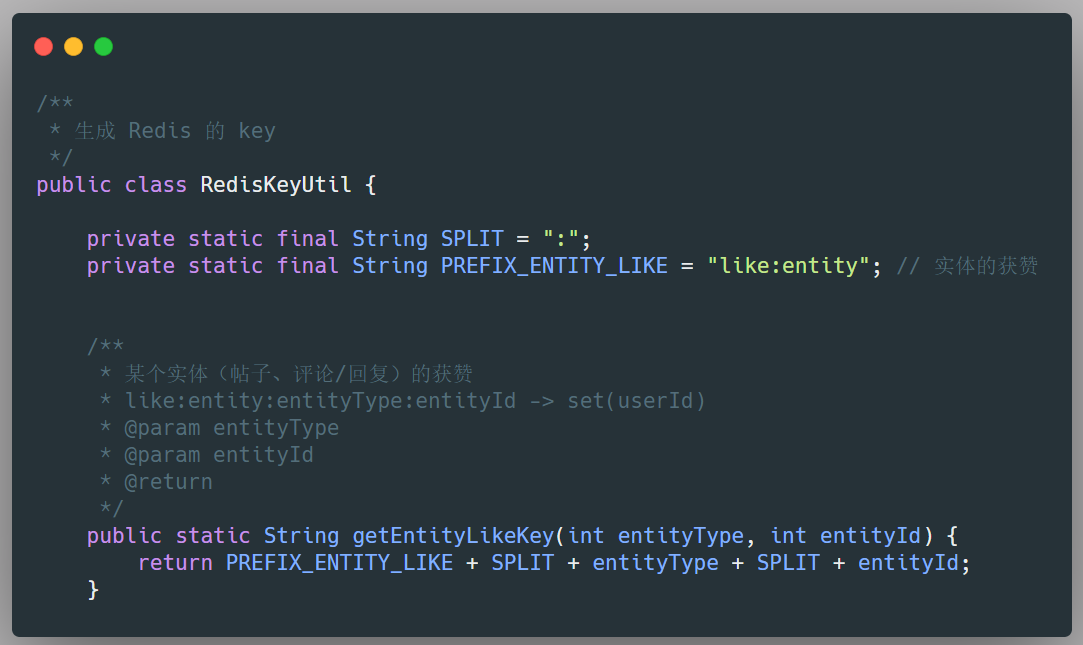 /**
 * 生成 Redis 的 key
 */
public class RedisKeyUtil {
    private static final String SPLIT = ":";
    private static final String PREFIX_ENTITY_LIKE = "like:entity"; // 实体的获赞
    /**
     * 某个实体（帖子、评论/回复）的获赞
     * like:entity:entityType:entityId -> set(userId)
     * @param entityType
     * @param entityId
     * @return
     */
    public static String getEntityLikeKey(int entityType, int entityId) {
        return PREFIX_ENTITY_LIKE + SPLIT + entityType + SPLIT + entityId;
    }